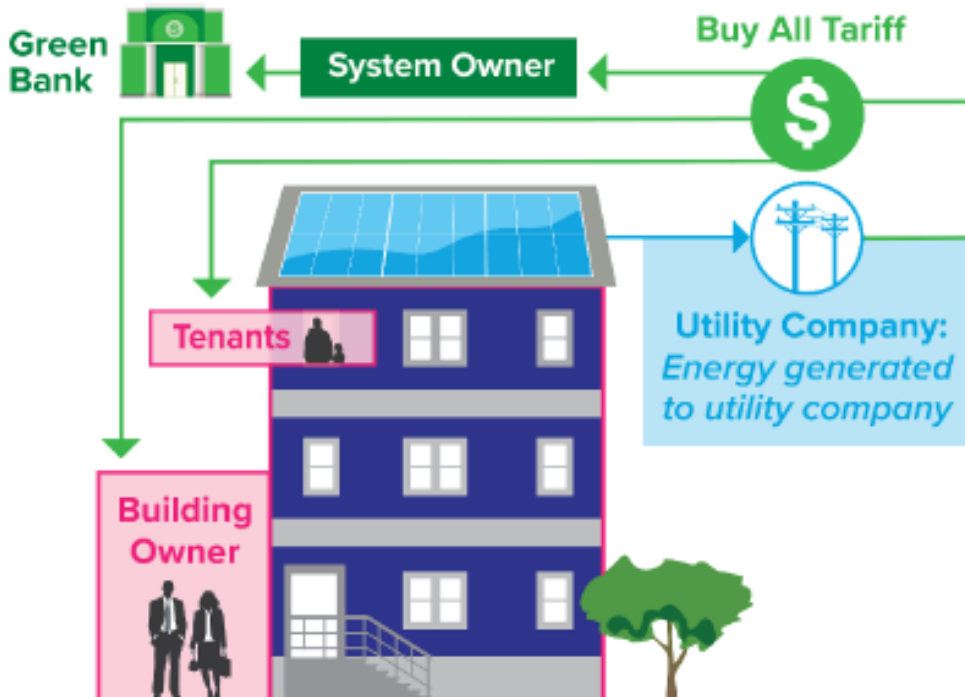 Green
Bank
System Owner
Buy All Tariff
$
Tenants
Utility Company:
Energy generated
to utility company
Building
Owner